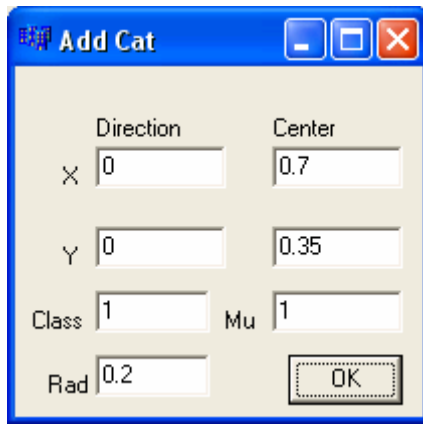 Add Cat
Direction Center
X 0 0.7
Y 0 0.35
Class 1 Mu 1
Rad 0.2 OK